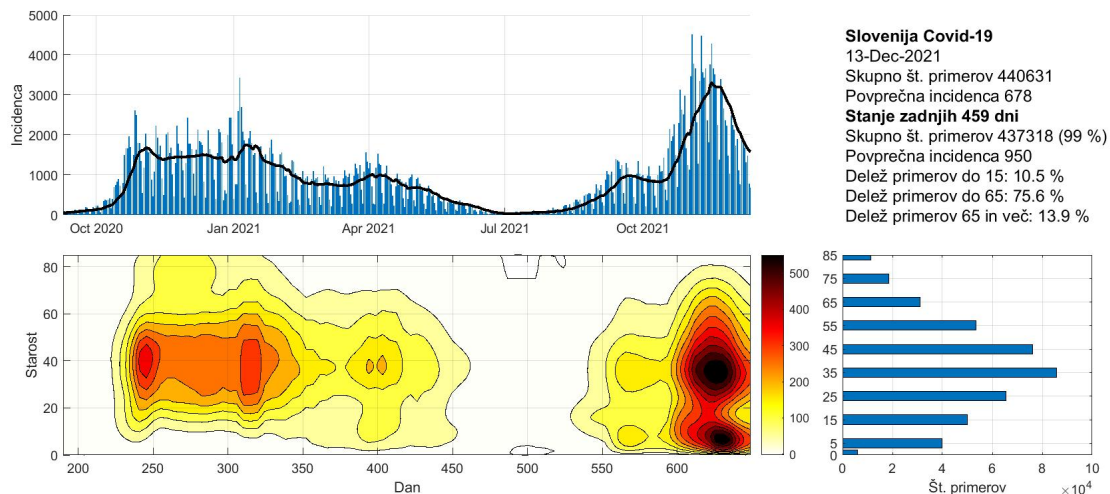 5000
4000
3000
2000
1000
0
Incidenca
Oct 2020
Jan 2021
Apr 2021
Jul 2021
Oct 2021
Slovenija Covid-19
13-Dec-2021
Skupno št. primerov 440631
Povprečna incidenca 678
Stanje zadnjih 459 dni
Skupno št. primerov 437318 (99 %)
Povprečna incidenca 950
Delež primerov do 15: 10.5 %
Delež primerov do 65: 75.6 %
Delež primerov 65 in več: 13.9 %
80
60
40
20
0
Starost
200 250 300 350 400 450 500 550 600
Dan
500
400
300
200
100
0
85
75
65
55
45
35
25
15
5
0
0 2 4 6 8 10
Št. primerov
×10^4